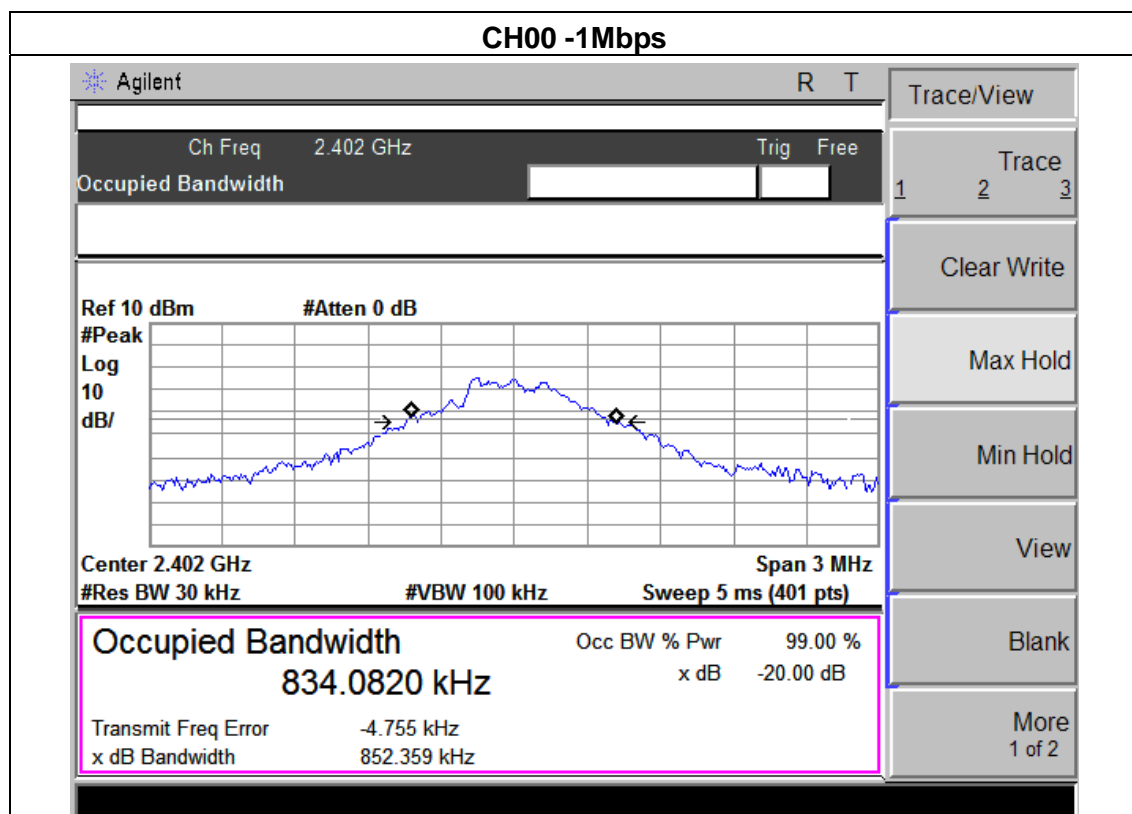 CH00 -1Mbps
Agilent R T
Trace/View
Ch Freq 2.402 GHz Trig Free
Occupied Bandwidth
Trace
1 2 3
Clear Write
Ref 10 dBm #Atten 0 dB
#Peak
Log
10
dB/
Max Hold
Min Hold
View
Center 2.402 GHz Span 3 MHz
#Res BW 30 kHz #VBW 100 kHz Sweep 5 ms (401 pts)
Occupied Bandwidth Occ BW % Pwr 99.00 %
834.0820 kHz x dB -20.00 dB
Blank
Transmit Freq Error -4.755 kHz
x dB Bandwidth 852.359 kHz
More
1 of 2